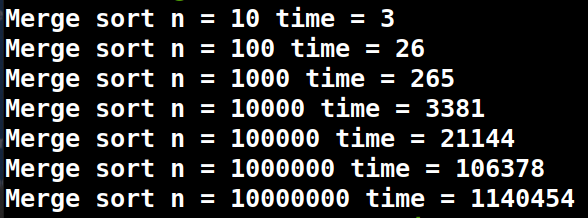 Merge sort n = 10 time = 3
Merge sort n = 100 time = 26
Merge sort n = 1000 time = 265
Merge sort n = 10000 time = 3381
Merge sort n = 100000 time = 21144
Merge sort n = 1000000 time = 106378
Merge sort n = 10000000 time = 1140454